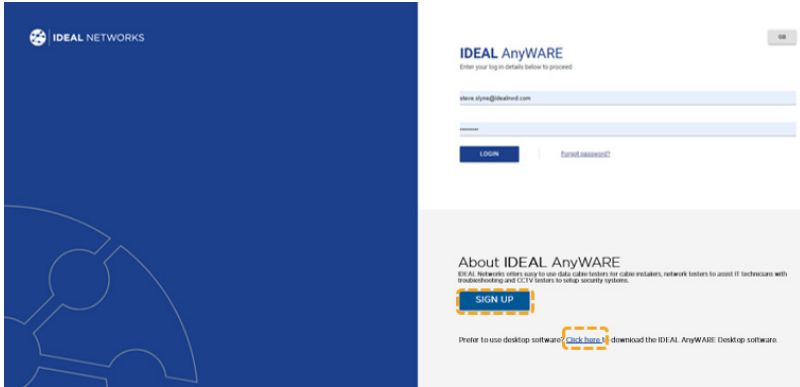 IDEAL NETWORKS
GB
IDEAL AnyWARE
Enter your log in details below to proceed
steve.slyne@idealnwd.com
LOGIN
Forgot password?
About IDEAL AnyWARE
IDEAL Networks offers easy to use data cable testers for cable installers, network testers to assist IT technicians with
troubleshooting and CCTV testers to setup security systems.
SIGN UP
Prefer to use desktop software? Click here to download the IDEAL AnyWARE Desktop software.